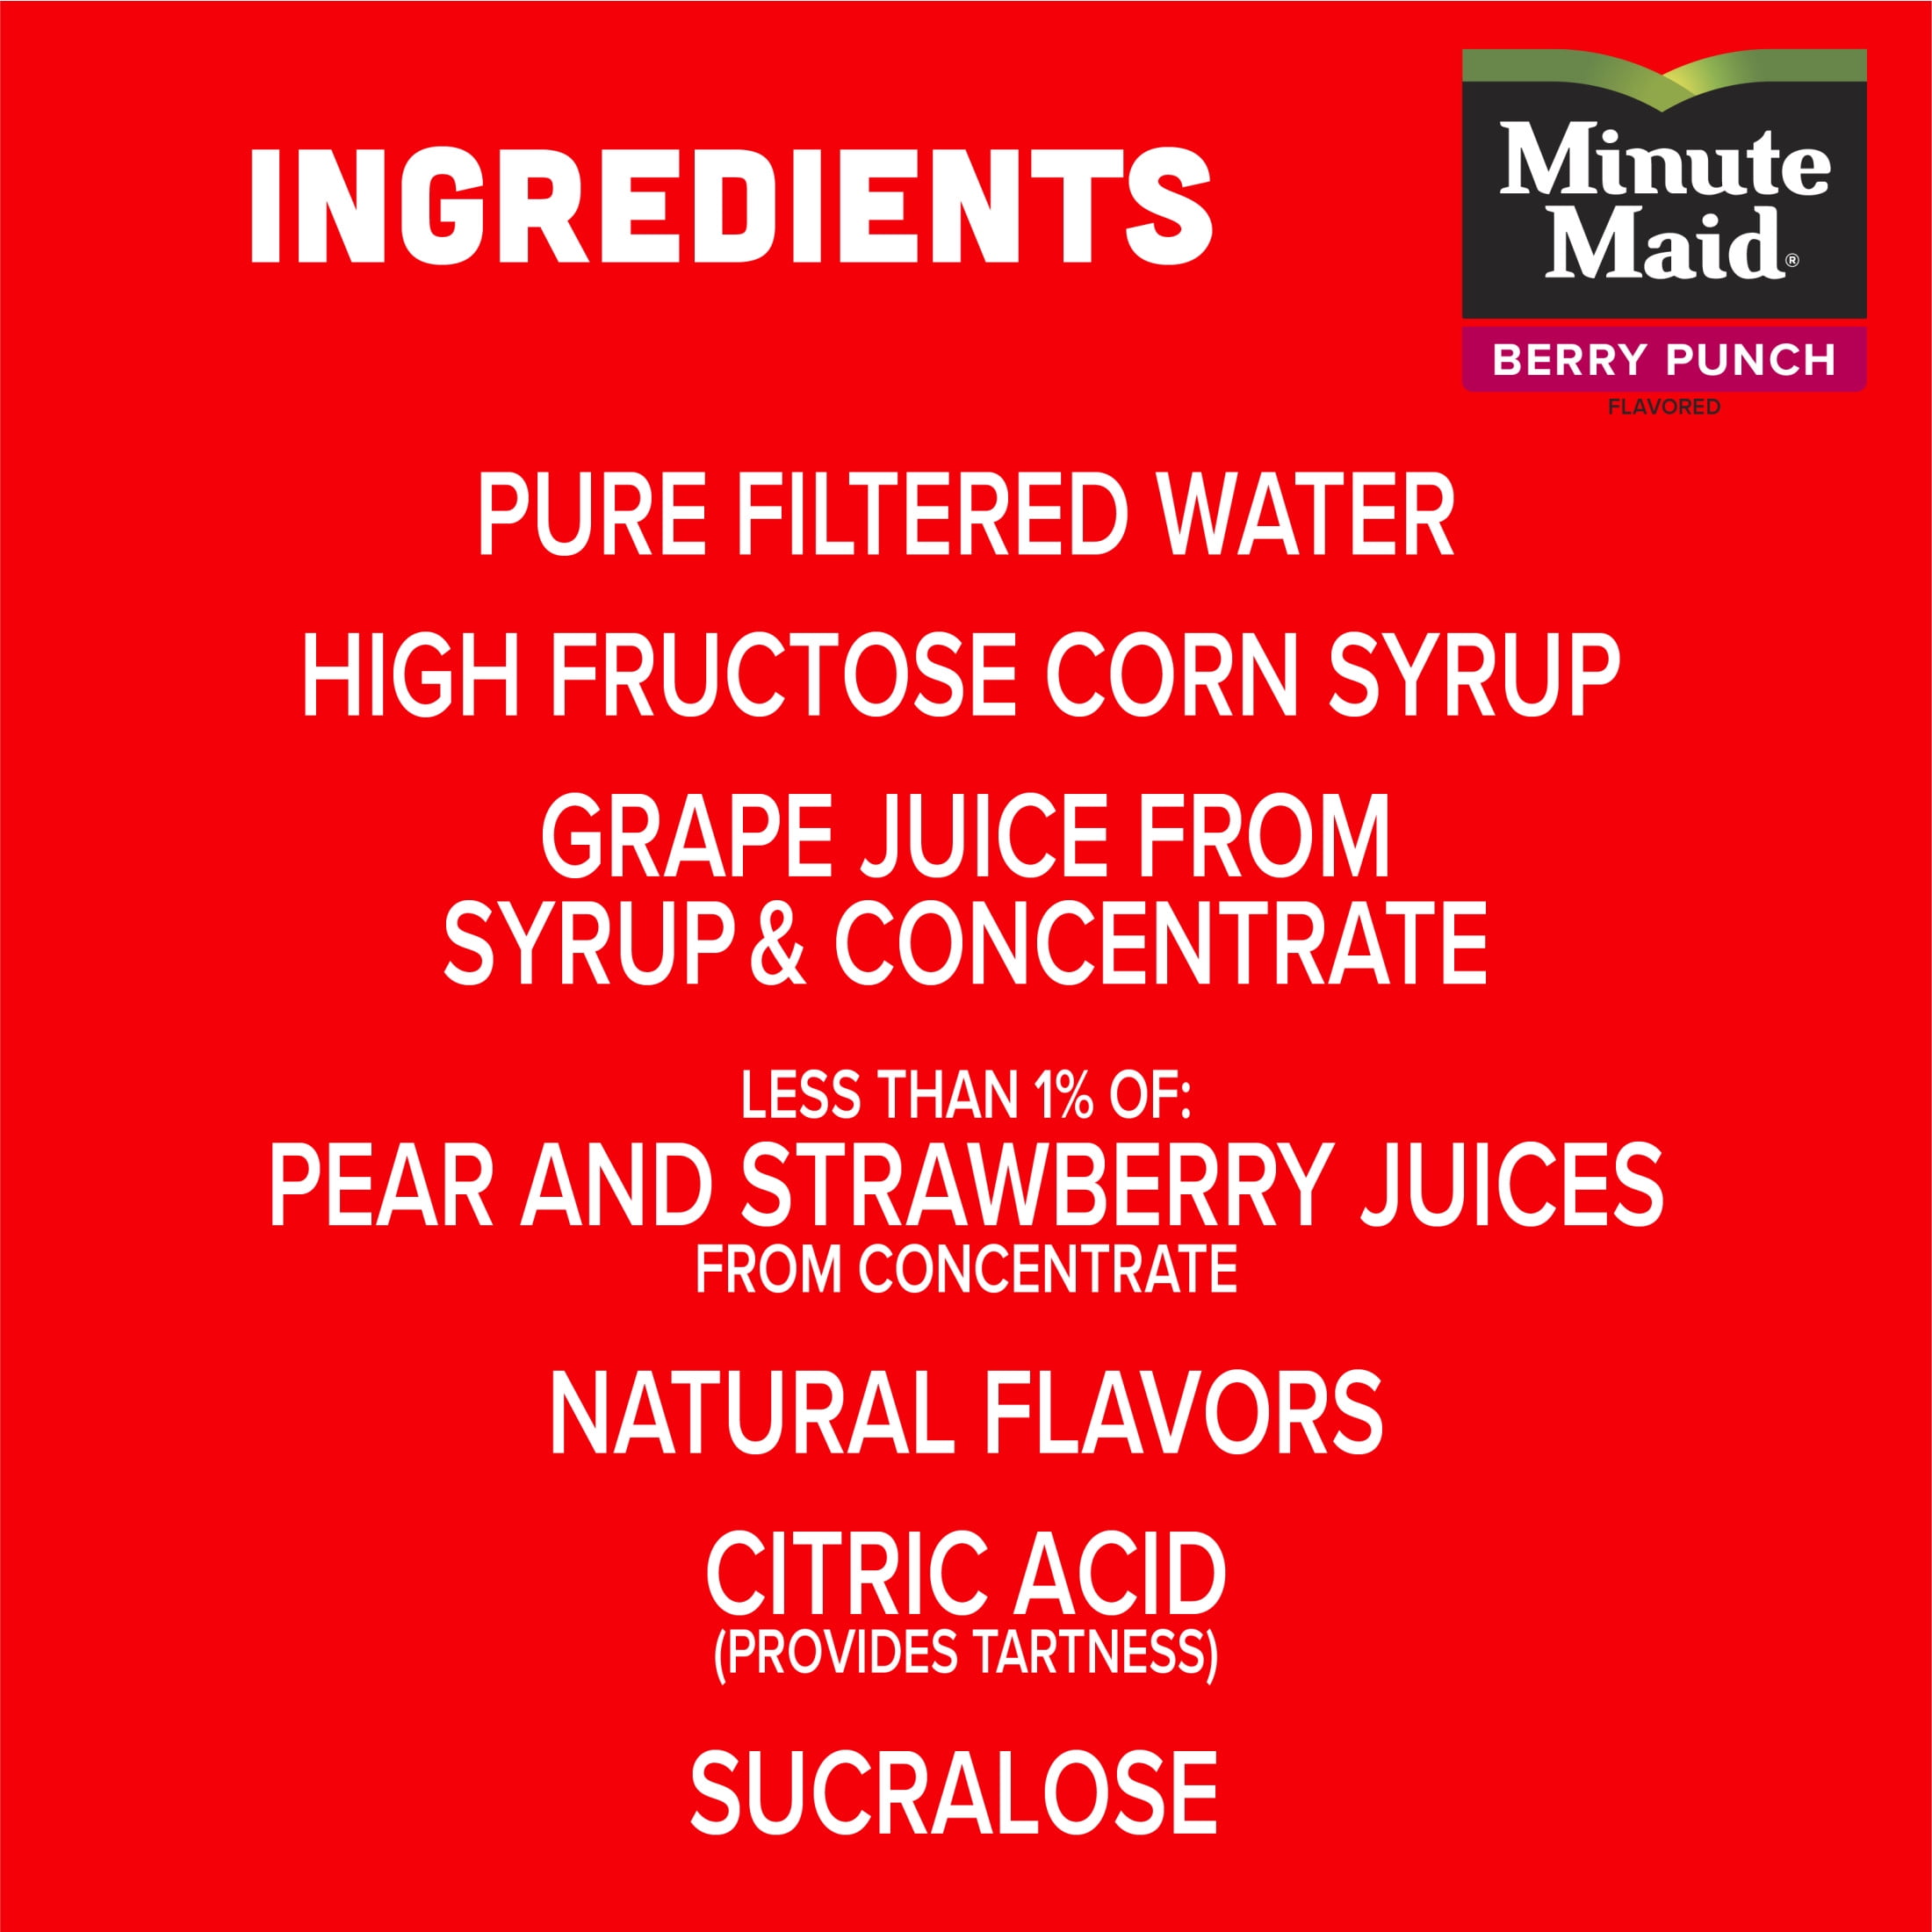 INGREDIENTS
Minute
Maid®
BERRY PUNCH
FLAVORED
PURE FILTERED WATER
HIGH FRUCTOSE CORN SYRUP
GRAPE JUICE FROM
SYRUP & CONCENTRATE
LESS THAN 1% OF:
PEAR AND STRAWBERRY JUICES
FROM CONCENTRATE
NATURAL FLAVORS
CITRIC ACID
(PROVIDES TARTNESS)
SUCRALOSE